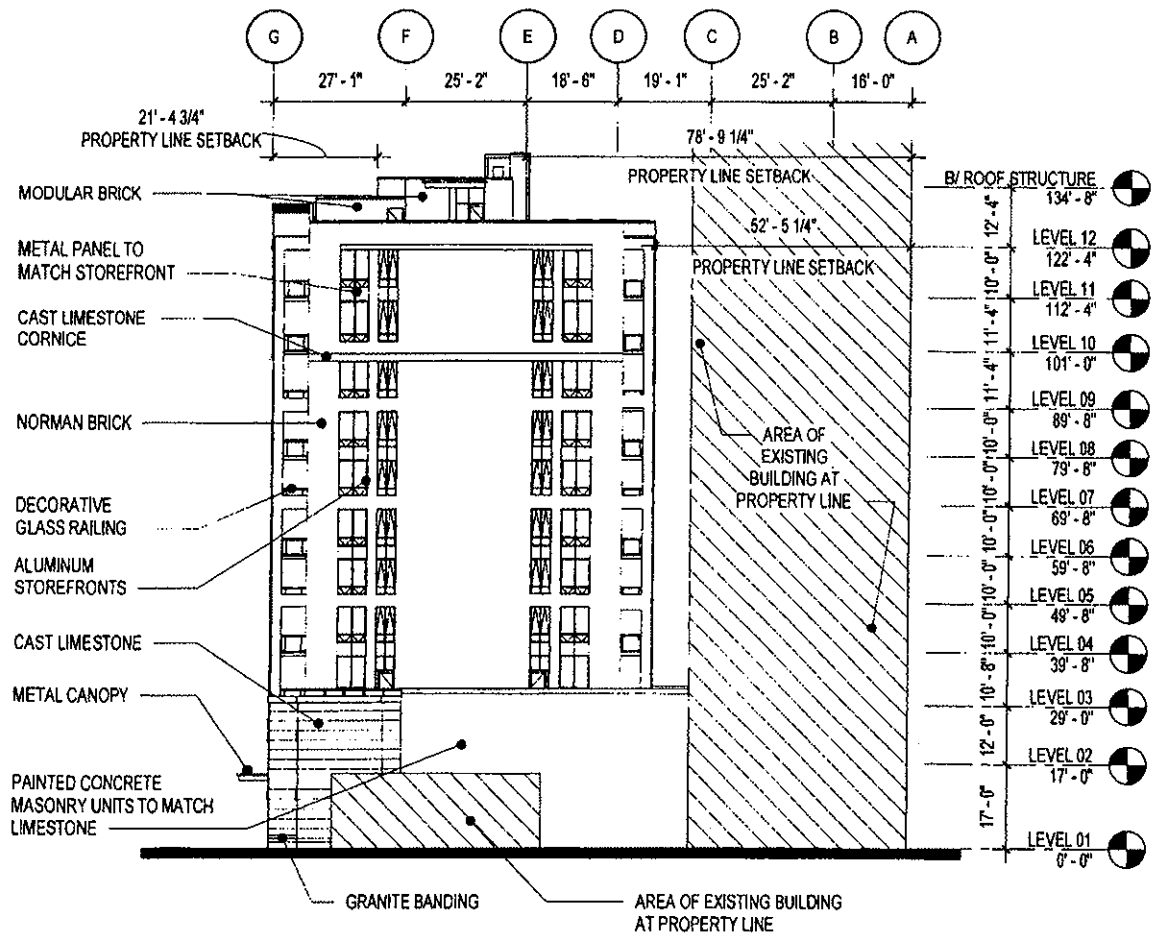 G F E D C B A
27' - 1" 25' - 2" 18' - 6" 19' - 1" 25' - 2" 16' - 0"
21' - 4 3/4"
PROPERTY LINE SETBACK
78' - 9 1/4"
PROPERTY LINE SETBACK
52' - 5 1/4"
PROPERTY LINE SETBACK
MODULAR BRICK
METAL PANEL TO
MATCH STOREFRONT
CAST LIMESTONE
CORNICE
NORMAN BRICK
DECORATIVE
GLASS RAILING
ALUMINUM
STOREFRONTS
CAST LIMESTONE
METAL CANOPY
PAINTED CONCRETE
MASONRY UNITS TO MATCH
LIMESTONE
GRANITE BANDING
AREA OF EXISTING BUILDING
AT PROPERTY LINE
AREA OF
EXISTING
BUILDING AT
PROPERTY LINE
12' - 4"
10' - 0"
11' - 4"
11' - 4"
10' - 0"
10' - 0"
10' - 0"
10' - 0"
10' - 0"
10' - 8"
12' - 0"
17' - 0"
B/ ROOF STRUCTURE
134' - 8"
LEVEL 12
122' - 4"
LEVEL 11
112' - 4"
LEVEL 10
101' - 0"
LEVEL 09
89' - 8"
LEVEL 08
79' - 8"
LEVEL 07
69' - 8"
LEVEL 06
59' - 8"
LEVEL 05
49' - 8"
LEVEL 04
39' - 8"
LEVEL 03
29' - 0"
LEVEL 02
17' - 0"
LEVEL 01
0' - 0"